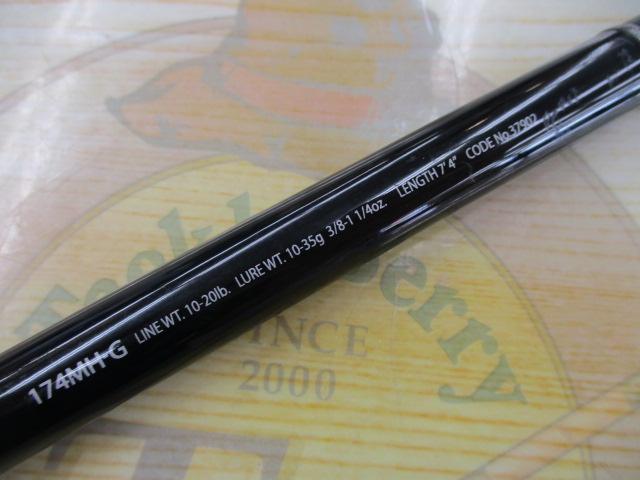 174MH-G LINE WT. 10-20lb. LURE WT. 10-35g 3/8-1 1/4oz. LENGTH 7'4" CODE No.37902
SINCE
2000